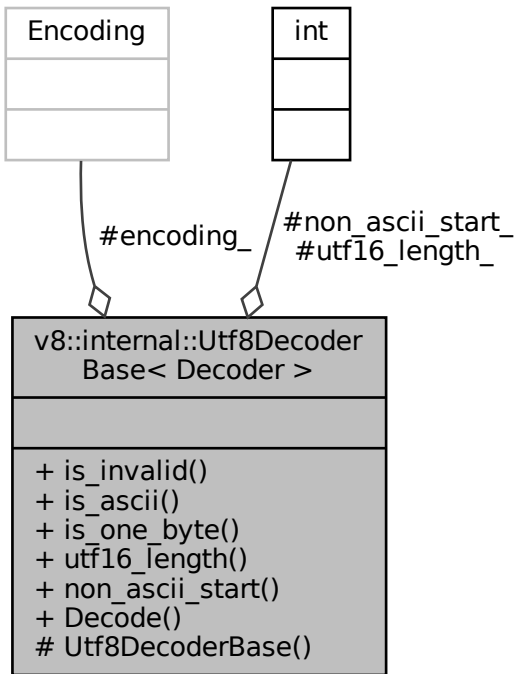 Encoding
int
#encoding_
#non_ascii_start_
#utf16_length_
v8::internal::Utf8Decoder
Base< Decoder >
+ is_invalid()
+ is_ascii()
+ is_one_byte()
+ utf16_length()
+ non_ascii_start()
+ Decode()
# Utf8DecoderBase()